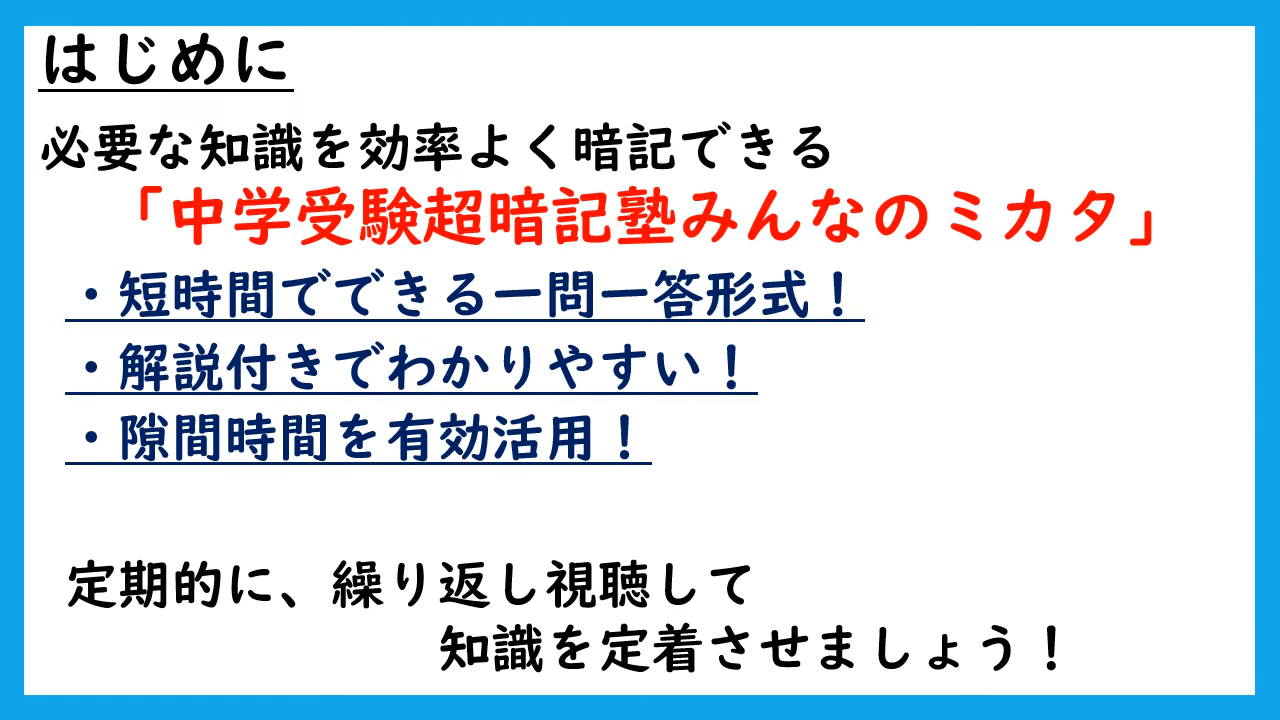 はじめに
必要な知識を効率よく暗記できる
「中学受験超暗記塾みんなのミカタ」
・短時間でできる一問一答形式！
・解説付きでわかりやすい！
・隙間時間を有効活用！
定期的に、繰り返し視聴して
知識を定着させましょう！